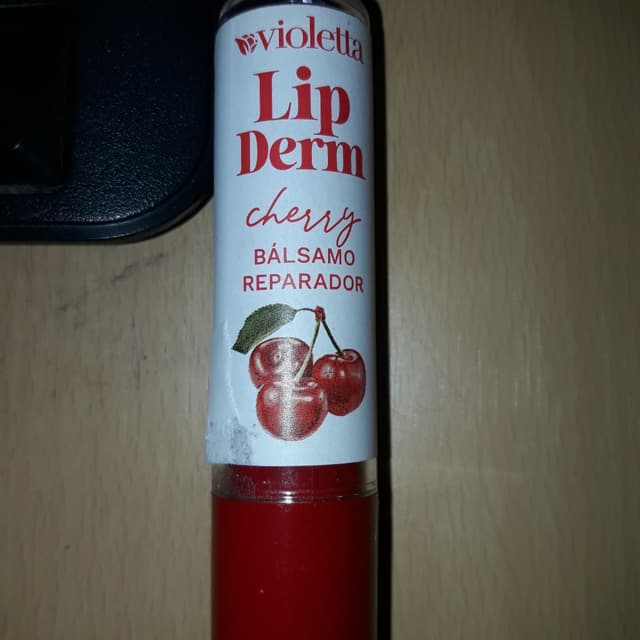 violetta
Lip
Derm
cherry
BÁLSAMO
REPARADOR